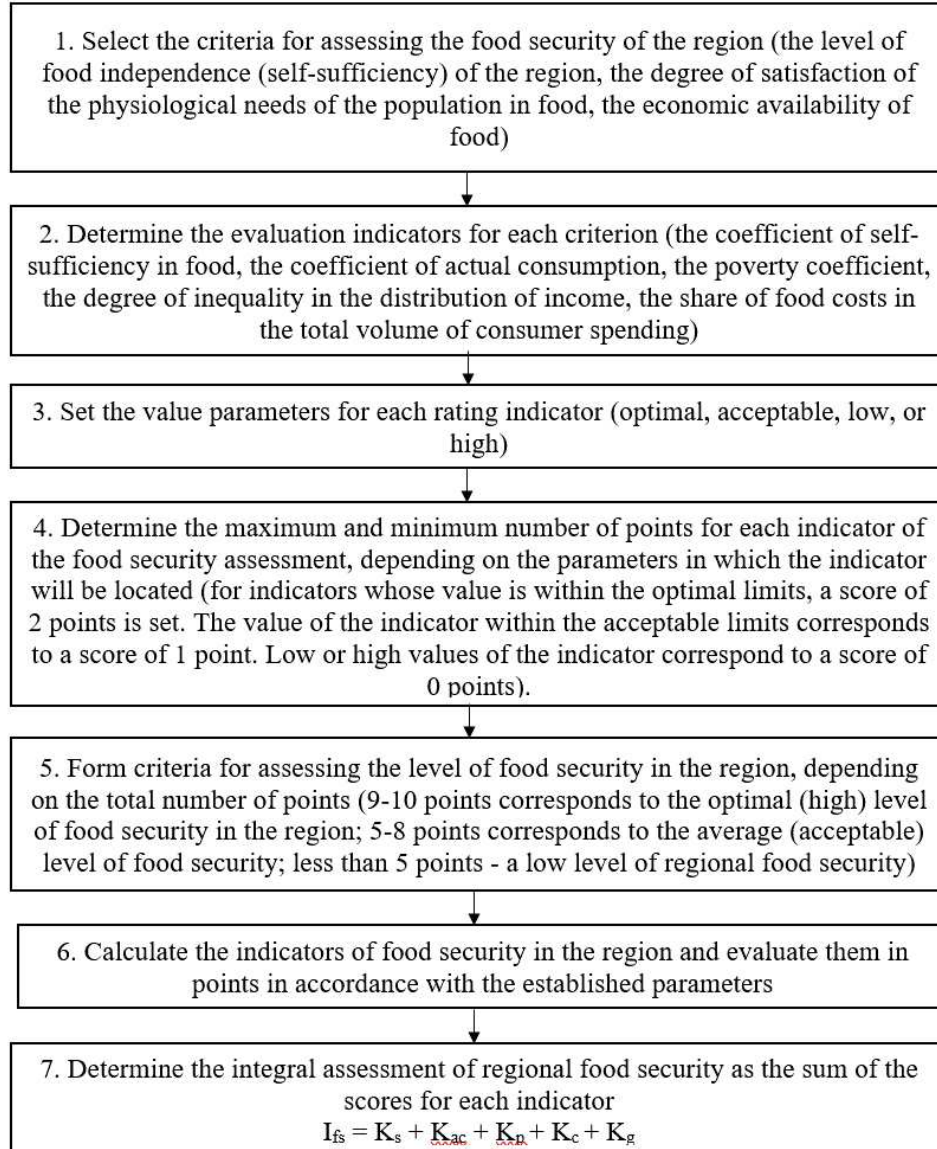 1. Select the criteria for assessing the food security of the region (the level of
food independence (self-sufficiency) of the region, the degree of satisfaction of
the physiological needs of the population in food, the economic availability of
food)
2. Determine the evaluation indicators for each criterion (the coefficient of self-
sufficiency in food, the coefficient of actual consumption, the poverty coefficient,
the degree of inequality in the distribution of income, the share of food costs in
the total volume of consumer spending)
3. Set the value parameters for each rating indicator (optimal, acceptable, low, or
high)
4. Determine the maximum and minimum number of points for each indicator of
the food security assessment, depending on the parameters in which the indicator
will be located (for indicators whose value is within the optimal limits, a score of
2 points is set. The value of the indicator within the acceptable limits corresponds
to a score of 1 point. Low or high values of the indicator correspond to a score of
0 points).
5. Form criteria for assessing the level of food security in the region, depending
on the total number of points (9-10 points corresponds to the optimal (high) level
of food security in the region; 5-8 points corresponds to the average (acceptable)
level of food security; less than 5 points - a low level of regional food security)
6. Calculate the indicators of food security in the region and evaluate them in
points in accordance with the established parameters
7. Determine the integral assessment of regional food security as the sum of the
scores for each indicator
Ifs = Ks + Kac + Kp + Kc + Kg